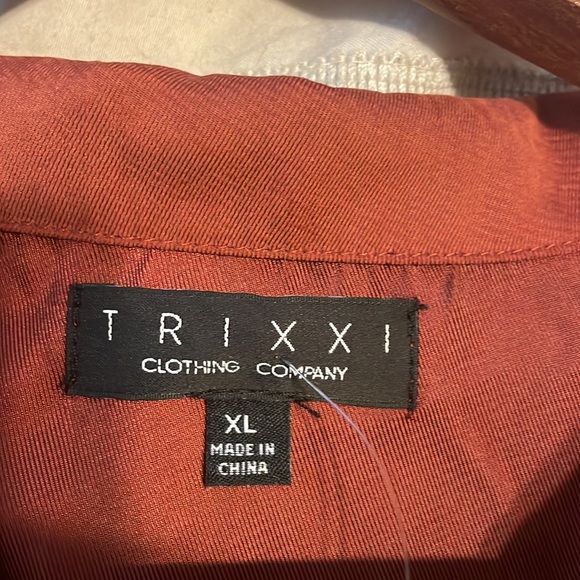 TRIXXI
CLOTHING COMPANY
XL
MADE IN
CHINA